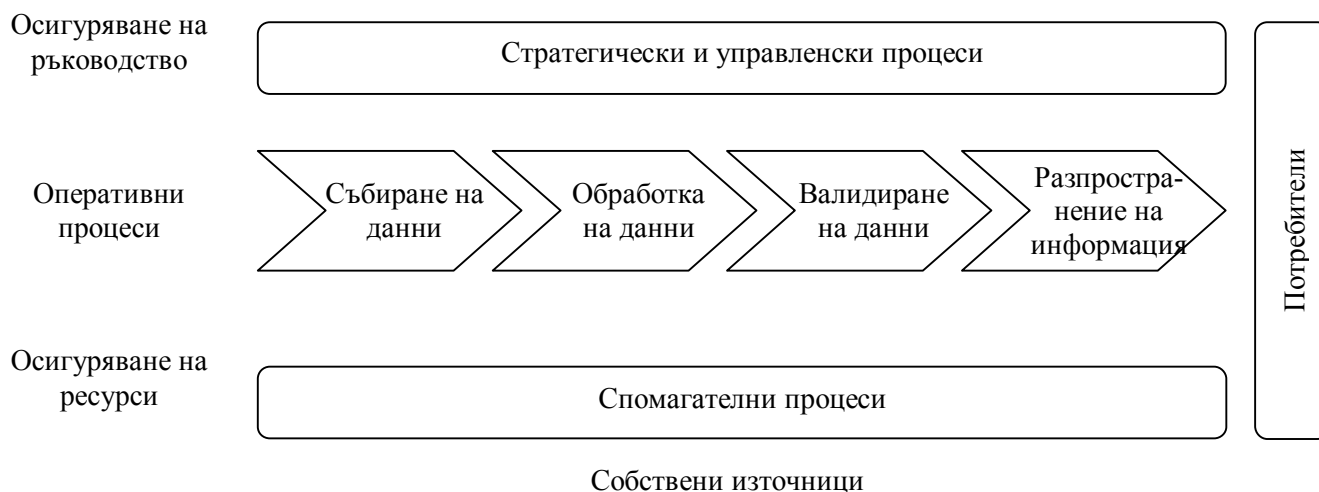 Осигуряване на
ръководство
Стратегически и управленски процеси
Оперативни
процеси
Събиране на
данни
Обработка
на данни
Валидиране
на данни
Разпростра-
нение на
информация
Потребители
Осигуряване на
ресурси
Спомагателни процеси
Собствени източници